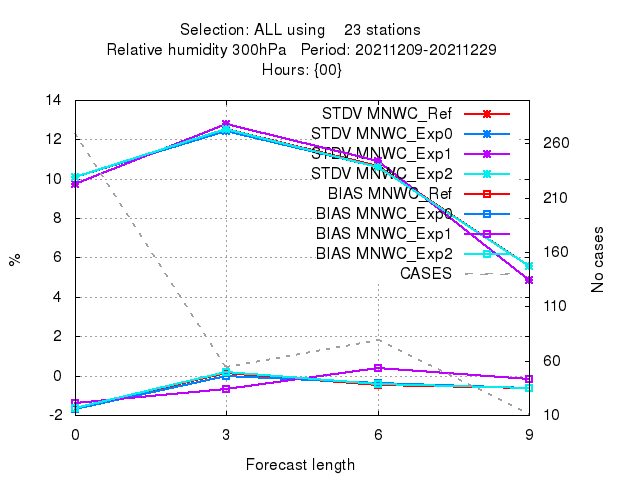 Selection: ALL using    23 stations
Relative humidity 300hPa   Period: 20211209-20211229
Hours: {00}
14
12
10
8
6
4
2
0
-2
%
STDV MNWC_Ref
STDV MNWC_Exp0
STDV MNWC_Exp1
STDV MNWC_Exp2
BIAS MNWC_Ref
BIAS MNWC_Exp0
BIAS MNWC_Exp1
BIAS MNWC_Exp2
CASES
260
210
160
110
60
10
No cases
0 3 6 9
Forecast length